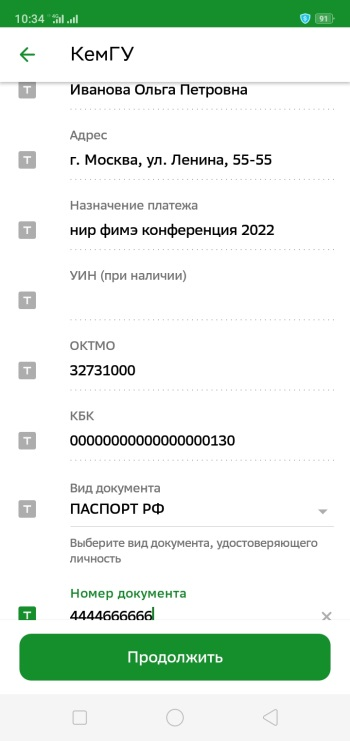 10:34
91
КемГУ
T
Иванова Ольга Петровна
Адрес
T
г. Москва, ул. Ленина, 55-55
Назначение платежа
T
нир фимэ конференция 2022
УИН (при наличии)
T
ОКТМО
T
32731000
КБК
T
00000000000000000130
Вид документа
T
ПАСПОРТ РФ
Выберите вид документа, удостоверяющего
личность
Номер документа
T
4444666666
Продолжить